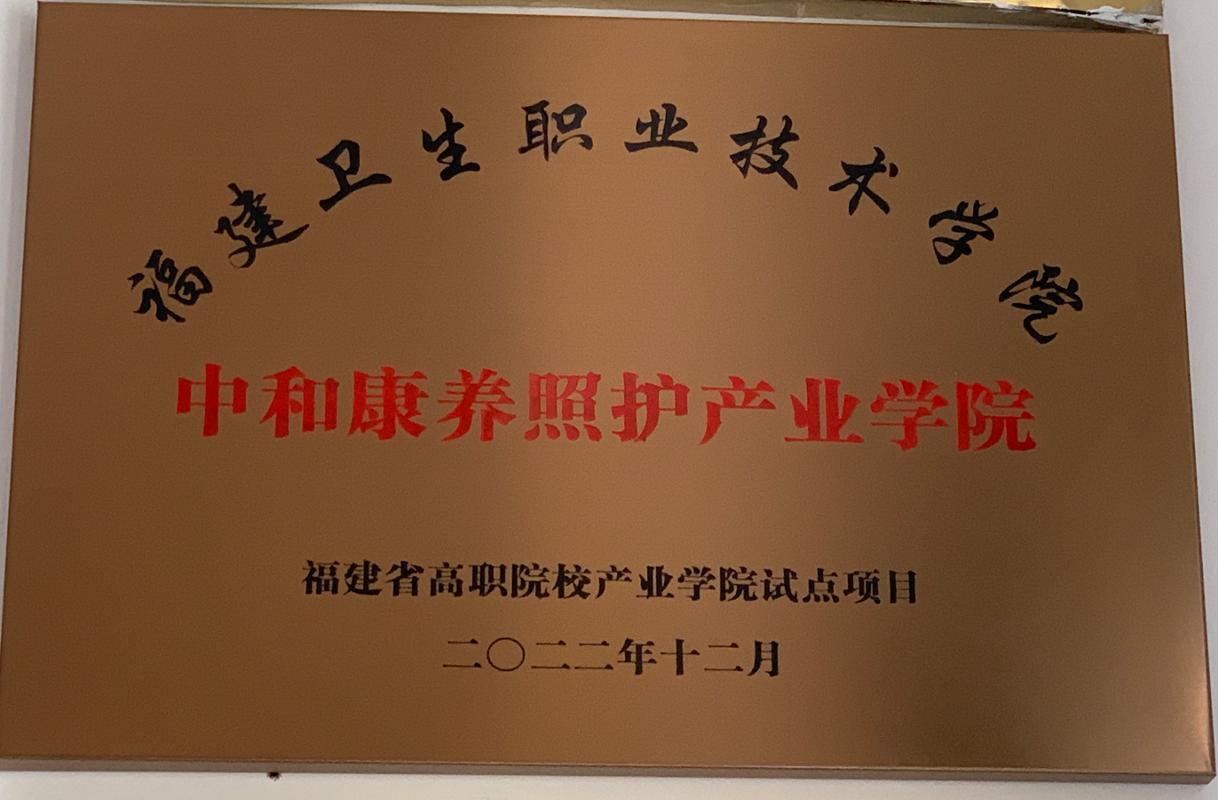 福建卫生职业技术学院
中和康养照护产业学院
福建省高职院校产业学院试点项目
二〇二二年十二月